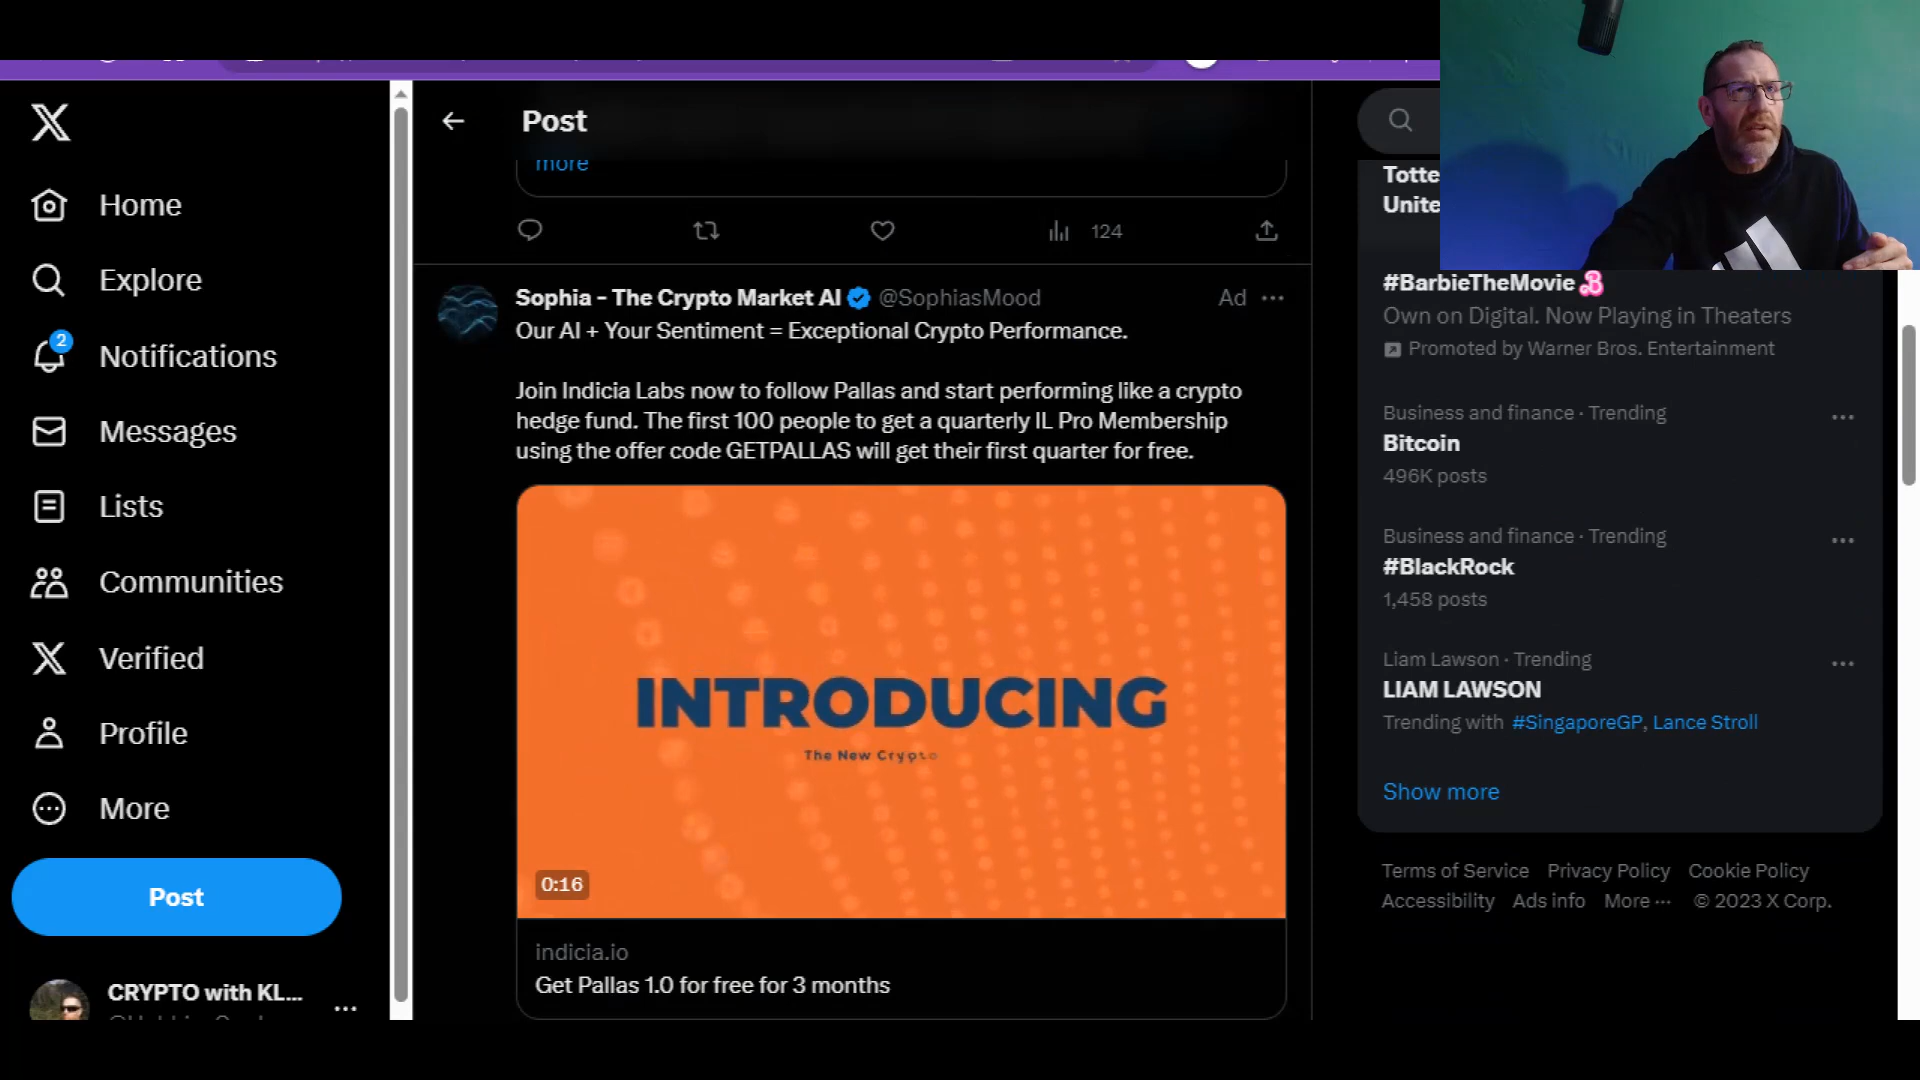 Home
Explore
2
Notifications
Messages
Lists
Communities
Verified
Profile
More
Post
CRYPTO with KL...
Post
more
124
Sophia - The Crypto Market AI @SophiasMood Ad
Our AI + Your Sentiment = Exceptional Crypto Performance.
Join Indicia Labs now to follow Pallas and start performing like a crypto
hedge fund. The first 100 people to get a quarterly IL Pro Membership
using the offer code GETPALLAS will get their first quarter for free.
INTRODUCING
The New Crypto
0:16
indicia.io
Get Pallas 1.0 for free for 3 months
Totte
Unite
#BarbieTheMovie
Own on Digital. Now Playing in Theaters
Promoted by Warner Bros. Entertainment
Business and finance · Trending
Bitcoin
496K posts
Business and finance · Trending
#BlackRock
1,458 posts
Liam Lawson · Trending
LIAM LAWSON
Trending with #SingaporeGP, Lance Stroll
Show more
Terms of Service Privacy Policy Cookie Policy
Accessibility Ads info More ··· © 2023 X Corp.